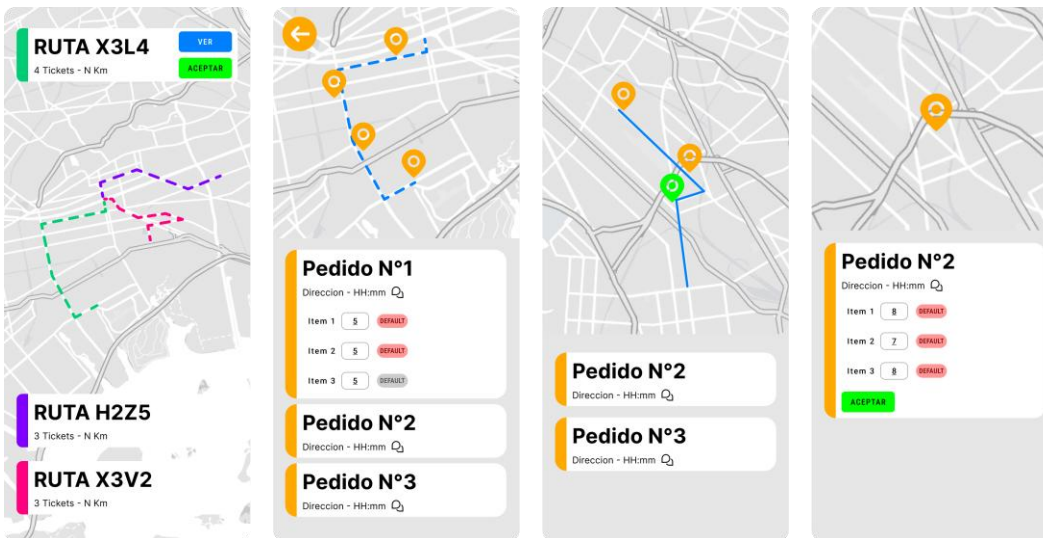 RUTA X3L4
VER
4 Tickets - N Km
ACEPTAR
RUTA H2Z5
3 Tickets - N Km
RUTA X3V2
3 Tickets - N Km
Pedido N°1
Direccion - HH:mm
Item 1 5 DEFAULT
Item 2 5 DEFAULT
Item 3 5 DEFAULT
Pedido N°2
Direccion - HH:mm
Pedido N°3
Direccion - HH:mm
Pedido N°2
Direccion - HH:mm
Pedido N°3
Direccion - HH:mm
Pedido N°2
Direccion - HH:mm
Item 1 8 DEFAULT
Item 2 7 DEFAULT
Item 3 8 DEFAULT
ACEPTAR